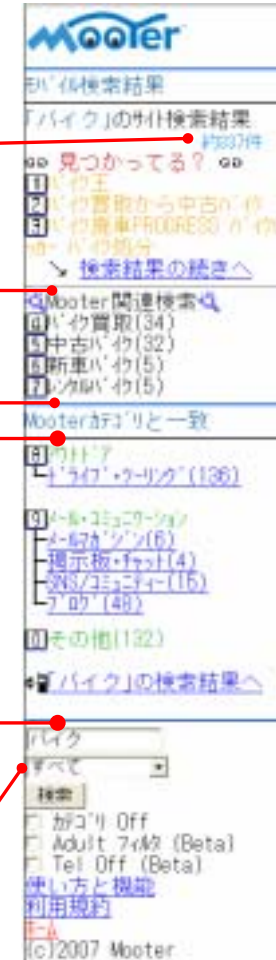 Mooter
ﾓﾊﾞｲﾙ検索結果
「バイク」のｻｲﾄ検索結果
約337件
GO 見つかってる? GO
1 ﾊﾞｲｸ王
2 ﾊﾞｲｸ買取から中古ﾊﾞｲｸ
3 ﾊﾞｲｸ廃車PROGRESS ﾊﾞｲｸ
ﾊﾞｲｸ処分
↘ 検索結果の続きへ
Mooter関連検索
4 ﾊﾞｲｸ買取(34)
5 中古ﾊﾞｲｸ(32)
6 新車ﾊﾞｲｸ(5)
7 ﾚﾝﾀﾙﾊﾞｲｸ(5)
Mooterｶﾃｺﾞﾘと一致
8 ｱｳﾄﾄﾞｱ
ﾄﾞﾗｲﾌﾞ・ﾂｰﾘﾝｸﾞ(136)
9 ﾒｰﾙ・ｺﾐｭﾆｹｰｼｮﾝ
ﾒｰﾙﾏｶﾞｼﾞﾝ(6)
掲示板・ﾁｬｯﾄ(4)
SNS/ｺﾐｭﾆﾃｨｰ(15)
ﾌﾞﾛｸﾞ(48)
0 その他(132)
「バイク」の検索結果へ
バイク
すべて
検索
ｶﾃｺﾞﾘ Off
Adult ﾌｨﾙﾀ (Beta)
Tel Off (Beta)
使い方と機能
利用規約
ﾎｰﾑ
(c)2007 Mooter